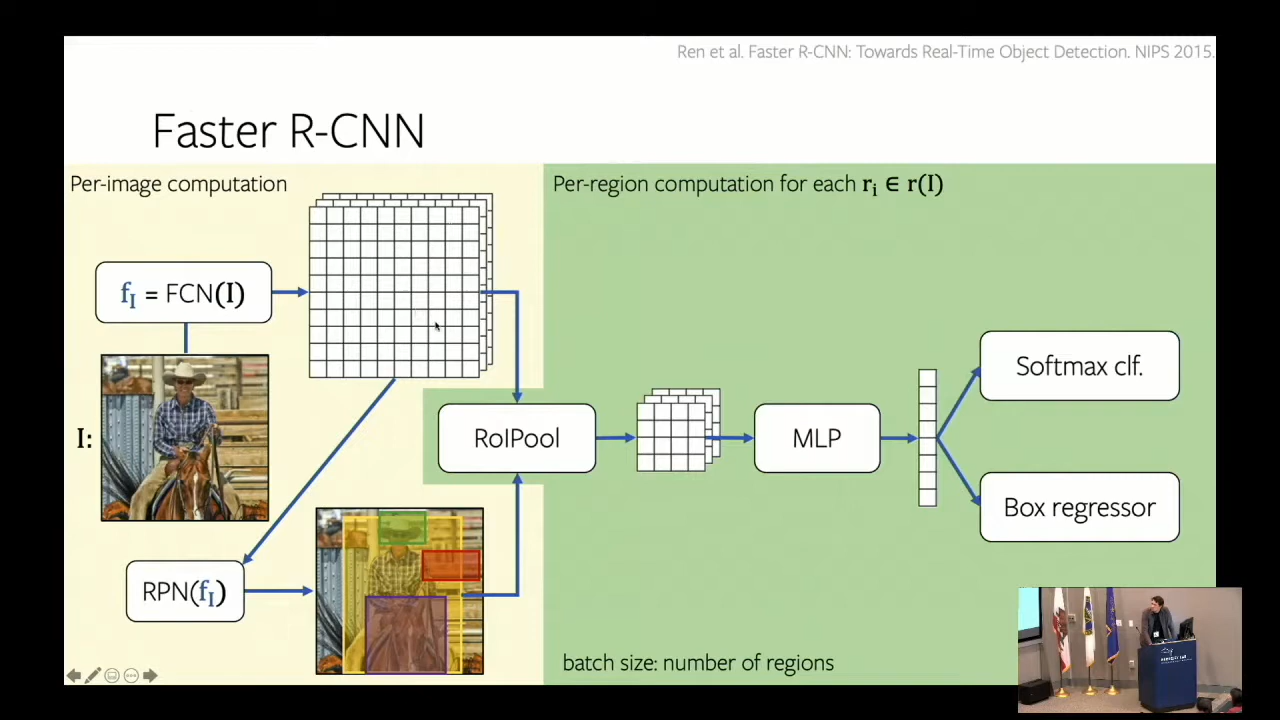 Ren et al. Faster R-CNN: Towards Real-Time Object Detection. NIPS 2015.
Faster R-CNN
Per-image computation
Per-region computation for each rᵢ ∈ r(I)
f_I = FCN(I)
I:
RoIPool
MLP
Softmax clf.
Box regressor
RPN(f_I)
batch size: number of regions